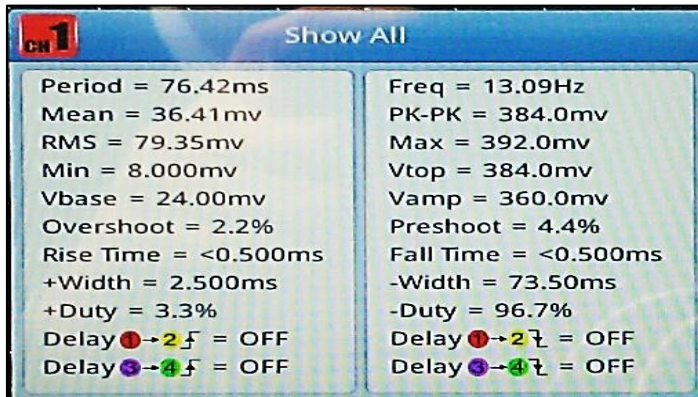 CH1
Show All
Period = 76.42ms
Mean = 36.41mv
RMS = 79.35mv
Min = 8.000mv
Vbase = 24.00mv
Overshoot = 2.2%
Rise Time = <0.500ms
+Width = 2.500ms
+Duty = 3.3%
Delay 1→2 = OFF
Delay 3→4 = OFF
Freq = 13.09Hz
PK-PK = 384.0mv
Max = 392.0mv
Vtop = 384.0mv
Vamp = 360.0mv
Preshoot = 4.4%
Fall Time = <0.500ms
-Width = 73.50ms
-Duty = 96.7%
Delay 1→2 = OFF
Delay 3→4 = OFF